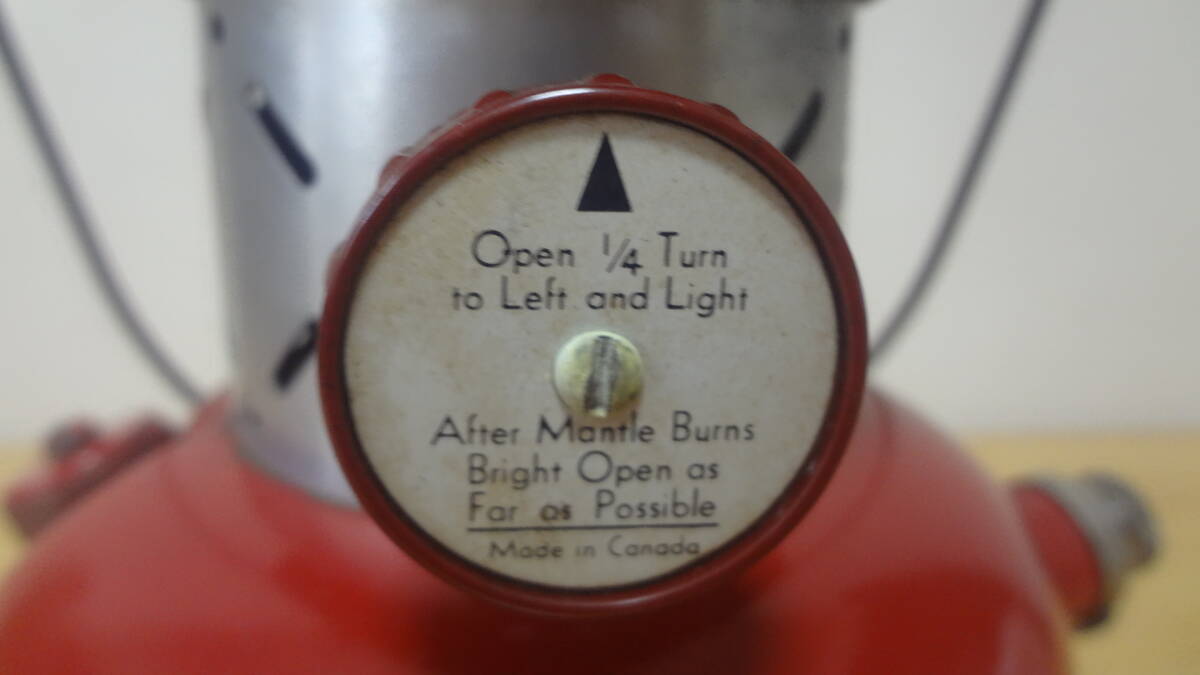 Open 1/4 Turn
to Left and Light
After Mantle Burns
Bright Open as
Far as Possible
Made in Canada